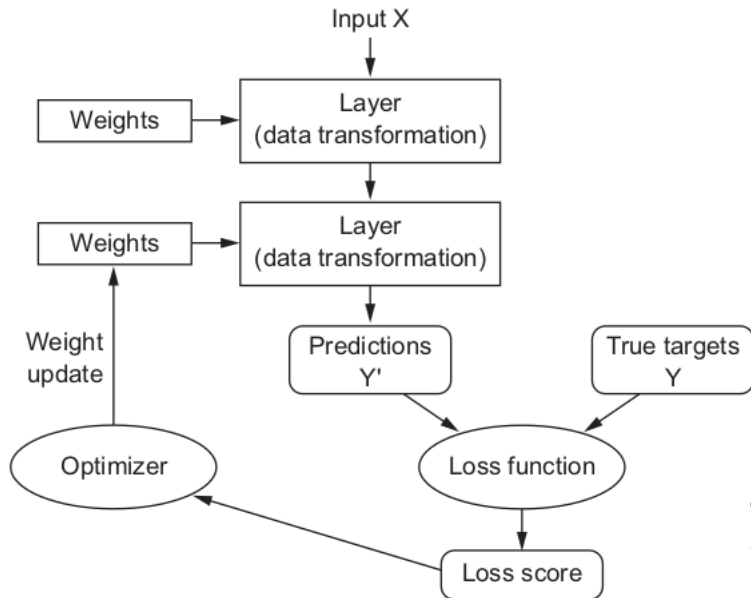 Input X
Layer
(data transformation)
Weights
Layer
(data transformation)
Weights
Weight
update
Predictions
Y'
True targets
Y
Optimizer
Loss function
Loss score